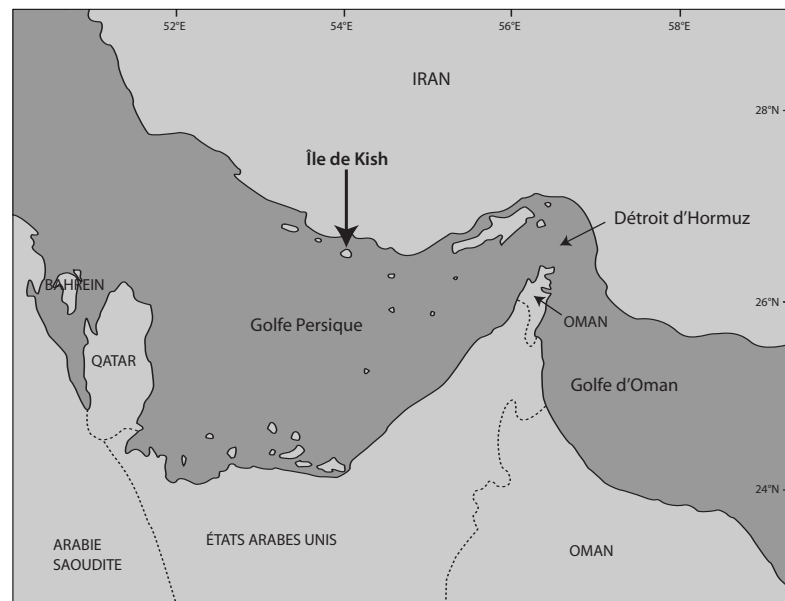 52°E
54°E
56°E
58°E
IRAN
28°N
Île de Kish
Détroit d'Hormuz
BAHREIN
26°N
Golfe Persique
OMAN
QATAR
Golfe d'Oman
24°N
ÉTATS ARABES UNIS
ARABIE
SAOUDITE
OMAN